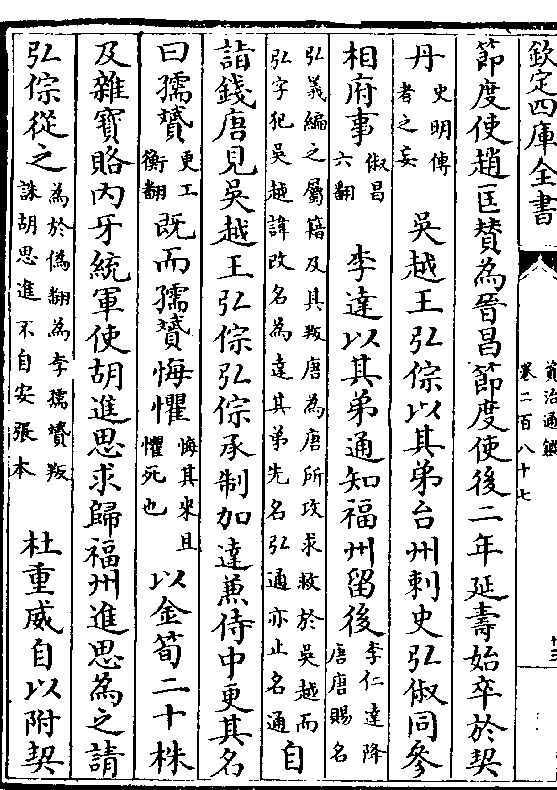 欽定四庫全書
資治通鑑
卷二百八十七
十三
節度使趙匡賛為晉昌節度使後二年延壽始卒於契
丹史明傳者之妄 吳越王弘倧以其弟台州刺史弘俶同參
相府事俶昌六翻 李達以其弟通知福州留後李仁達降唐唐賜名
弘義編之屬籍及其叛唐為唐所攻求救於吳越而弘字犯吳越諱改名為達其弟先名弘通亦止名通自
詣錢唐見吳越王弘倧弘倧承制加達兼侍中更其名
曰孺贇更工衡翻既而孺贇悔懼悔其來且懼死也以金筍二十株
及雜寶賂內牙統軍使胡進思求歸福州進思為之請
弘倧從之為於偽翻為李孺贇叛誅胡思進不自安張本 杜重威自以附契